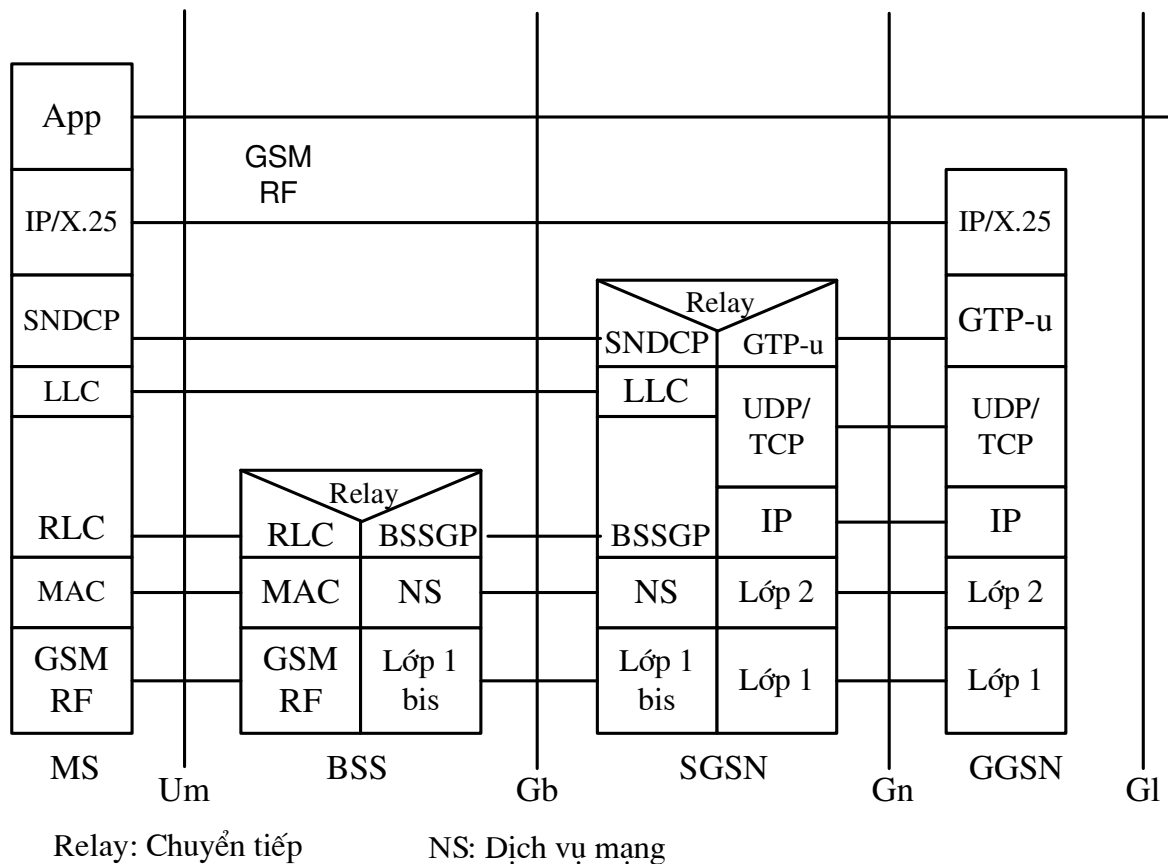 App
GSM
RF
IP/X.25
IP/X.25
SNDCP
Relay
SNDCP
GTP-u
GTP-u
LLC
LLC
UDP/
TCP
UDP/
TCP
Relay
RLC
RLC
BSSGP
BSSGP
IP
IP
MAC
MAC
NS
NS
Lớp 2
Lớp 2
GSM
RF
GSM
RF
Lớp 1
bis
Lớp 1
bis
Lớp 1
Lớp 1
MS
Um
BSS
Gb
SGSN
Gn
GGSN
Gl
Relay: Chuyển tiếp
NS: Dịch vụ mạng